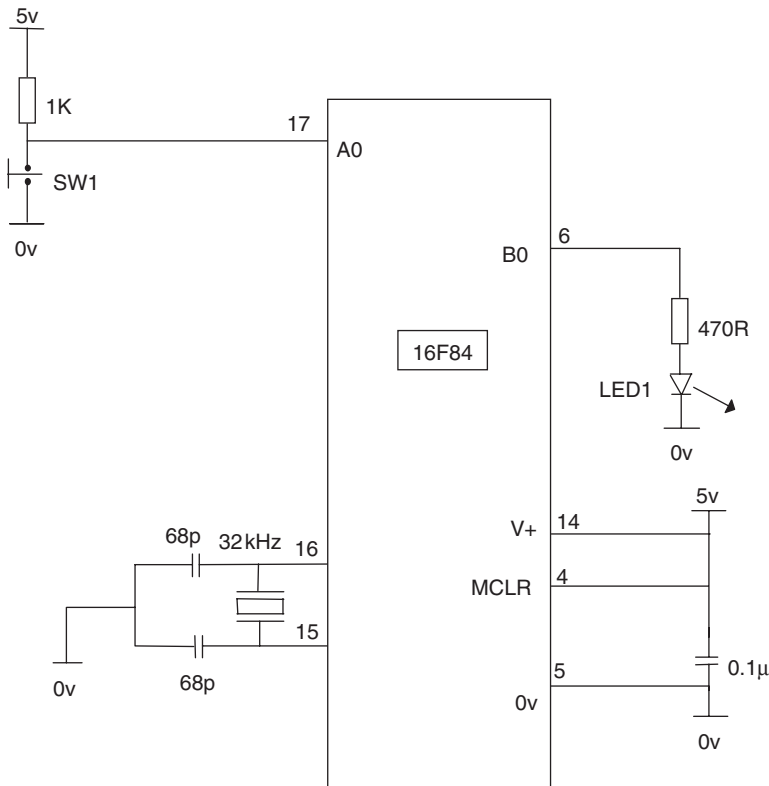 5v
1K
17
A0
SW1
0v
6
B0
470R
16F84
LED1
0v
5v
V+
14
68p
32kHz
16
MCLR
4
15
0v
68p
5
0.1µ
0v
0v